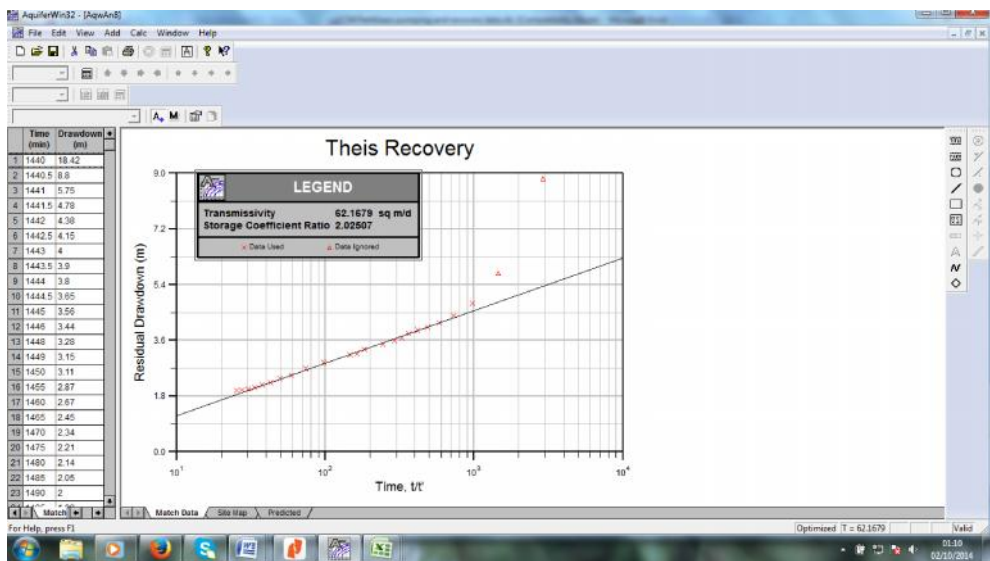 AquiferWin32 - [AqwAn3]
File Edit View Add Calc Window Help
A M
Time (min) Drawdown (m)
1 1440 18.42
2 1440.5 8.8
3 1441 5.75
4 1441.5 4.78
5 1442 4.38
6 1442.5 4.15
7 1443 4
8 1443.5 3.9
9 1444 3.8
10 1444.5 3.65
11 1445 3.56
12 1446 3.44
13 1448 3.28
14 1449 3.15
15 1450 3.11
16 1455 2.87
17 1460 2.67
18 1465 2.45
19 1470 2.34
20 1475 2.21
21 1480 2.14
22 1485 2.05
23 1490 2
Match
Theis Recovery
LEGEND
Transmissivity 62.1679 sq m/d
Storage Coefficient Ratio 2.02507
Data Used Data Ignored
Residual Drawdown (m)
9.0
7.2
5.4
3.6
1.8
0.0
10¹ 10² 10³ 10⁴
Time, t/t'
Match Data Site Map Predicted
For Help, press F1
Optimized T = 62.1679 Valid
01:10
02/10/2014